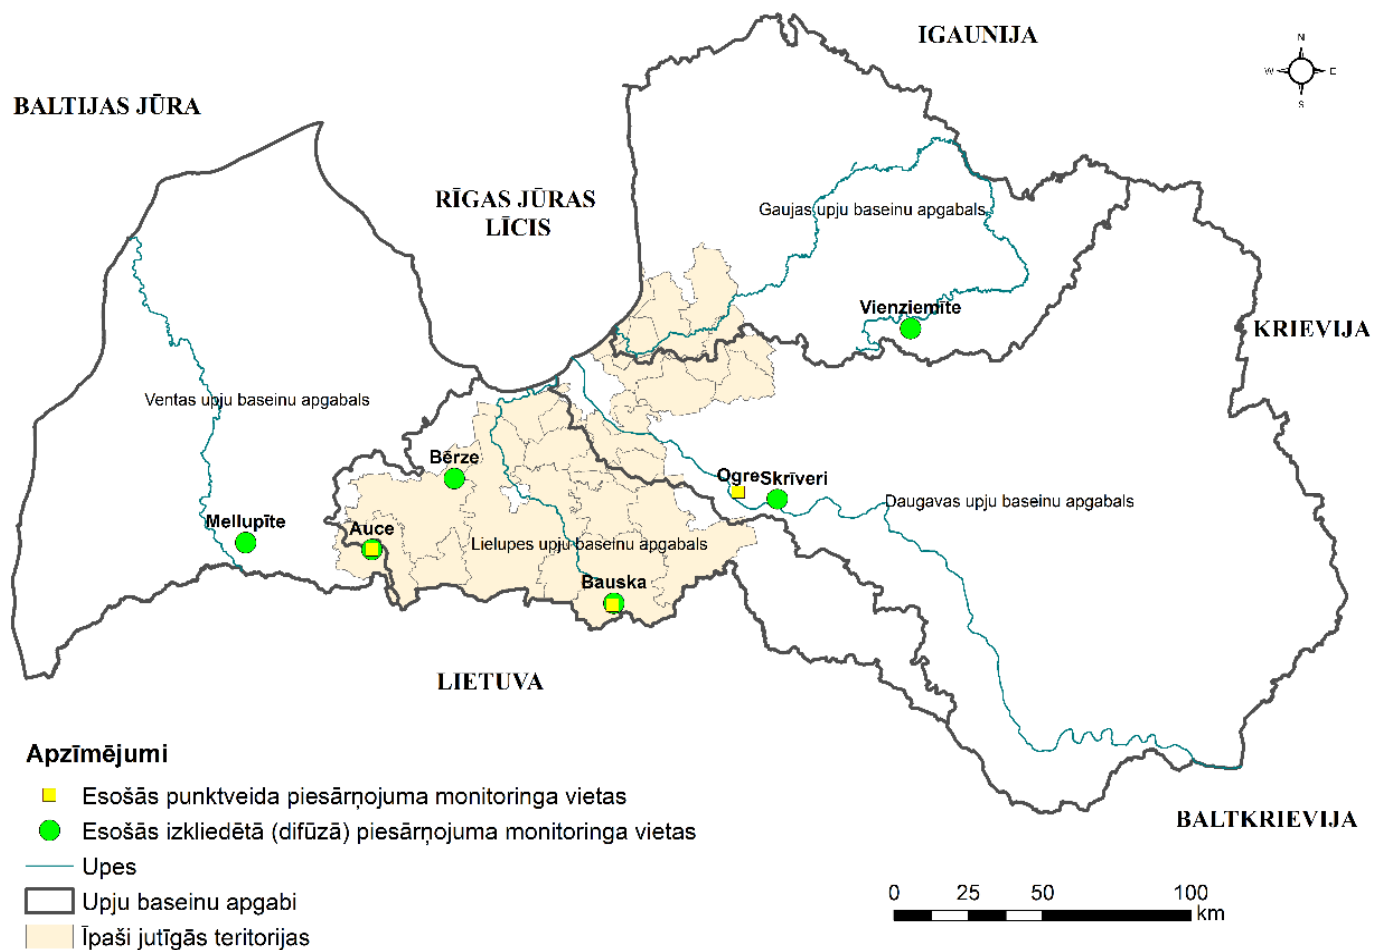 IGAUNIJA
N
W
E
S
BALTIJAS JŪRA
RĪGAS JŪRAS
LĪCIS
Gaujas upju baseinu apgabals
Vienziemīte
KRIEVIJA
Ventas upju baseinu apgabals
Bērze
Ogre
Skrīveri
Daugavas upju baseinu apgabals
Mellupīte
Auce
Lielupes upju baseinu apgabals
Bauska
LIETUVA
BALTKRIEVIJA
Apzīmējumi
Esošās punktveida piesārņojuma monitoringa vietas
Esošās izkliedētā (difūzā) piesārņojuma monitoringa vietas
Upes
Upju baseinu apgabi
Īpaši jutīgās teritorijas
0 25 50 100
km